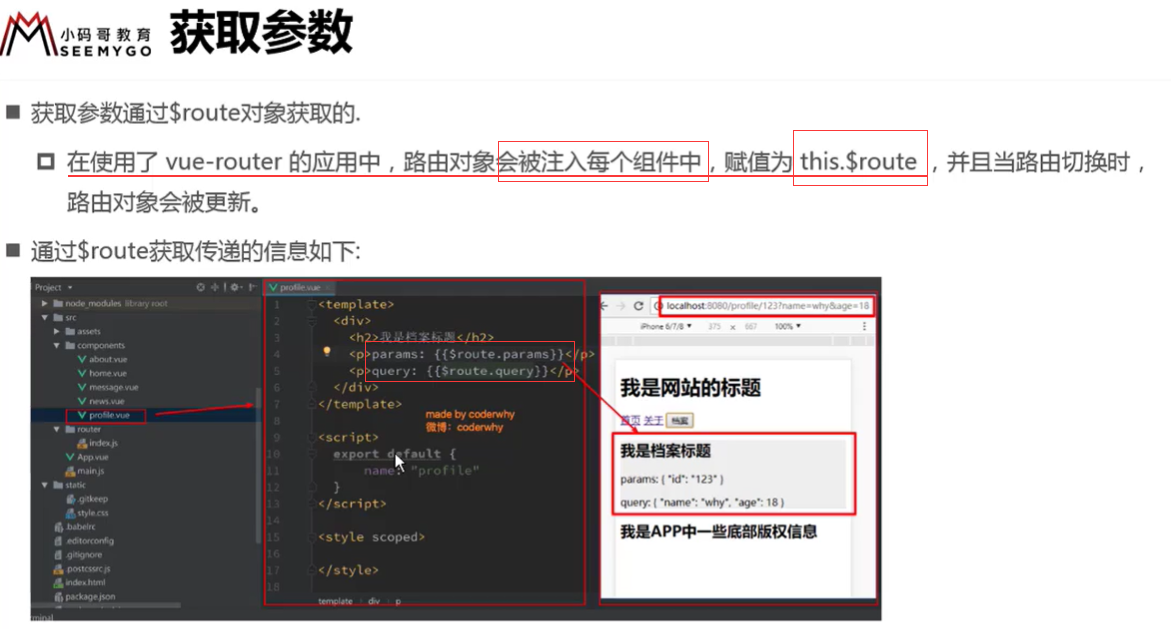 小码哥教育
SEEMYGO
获取参数
获取参数通过$route对象获取的.
在使用了 vue-router 的应用中，路由对象会被注入每个组件中，赋值为 this.$route ，并且当路由切换时，
路由对象会被更新。
通过$route获取传递的信息如下:
Project
node_modules library root
src
assets
components
about.vue
home.vue
message.vue
news.vue
profile.vue
router
index.js
App.vue
main.js
static
.gitkeep
style.css
.babelrc
.editorconfig
.gitignore
.postcssrc.js
index.html
package.json
minal
profile.vue
1 <template>
2 <div>
3 <h2>我是档案标题</h2>
4 <p>params: {{$route.params}}</p>
5 <p>query: {{$route.query}}</p>
6 </div>
7 </template>
8
9 <script>
10 export default {
11 name: "profile"
12 }
13 </script>
14
15 <style scoped>
16
17 </style>
18
made by coderwhy
微博：coderwhy
template div p
localhost:8080/profile/123?name=why&age=18
iPhone 6/7/8 375 x 667 100%
我是网站的标题
首页 关于 档案
我是档案标题
params: { "id": "123" }
query: { "name": "why", "age": 18 }
我是APP中一些底部版权信息